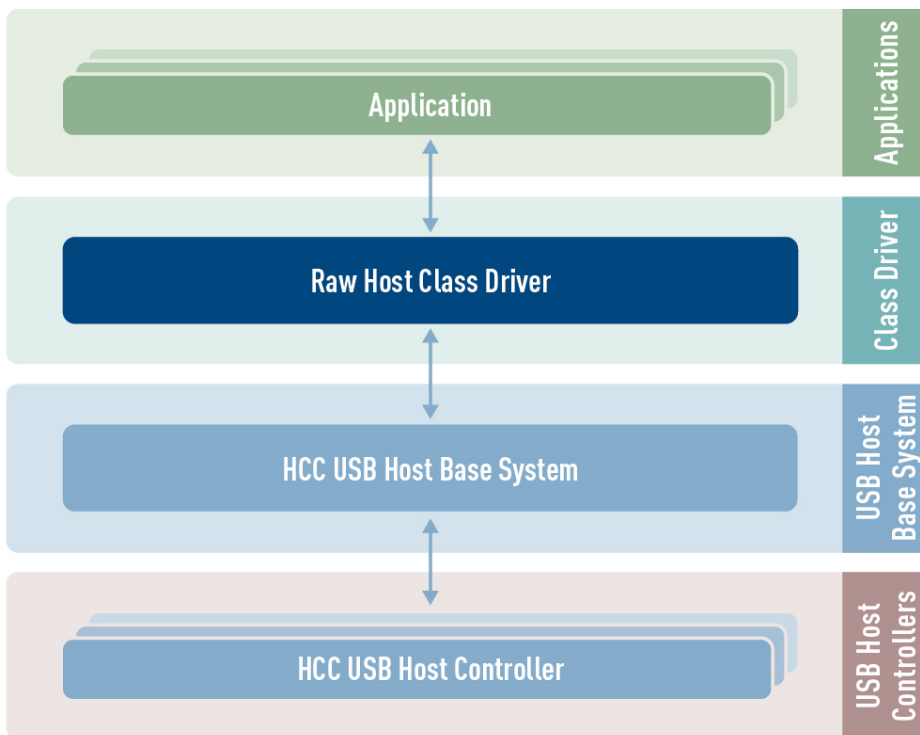 Application
Applications
Raw Host Class Driver
Class Driver
HCC USB Host Base System
USB Host
Base System
HCC USB Host Controller
USB Host
Controllers